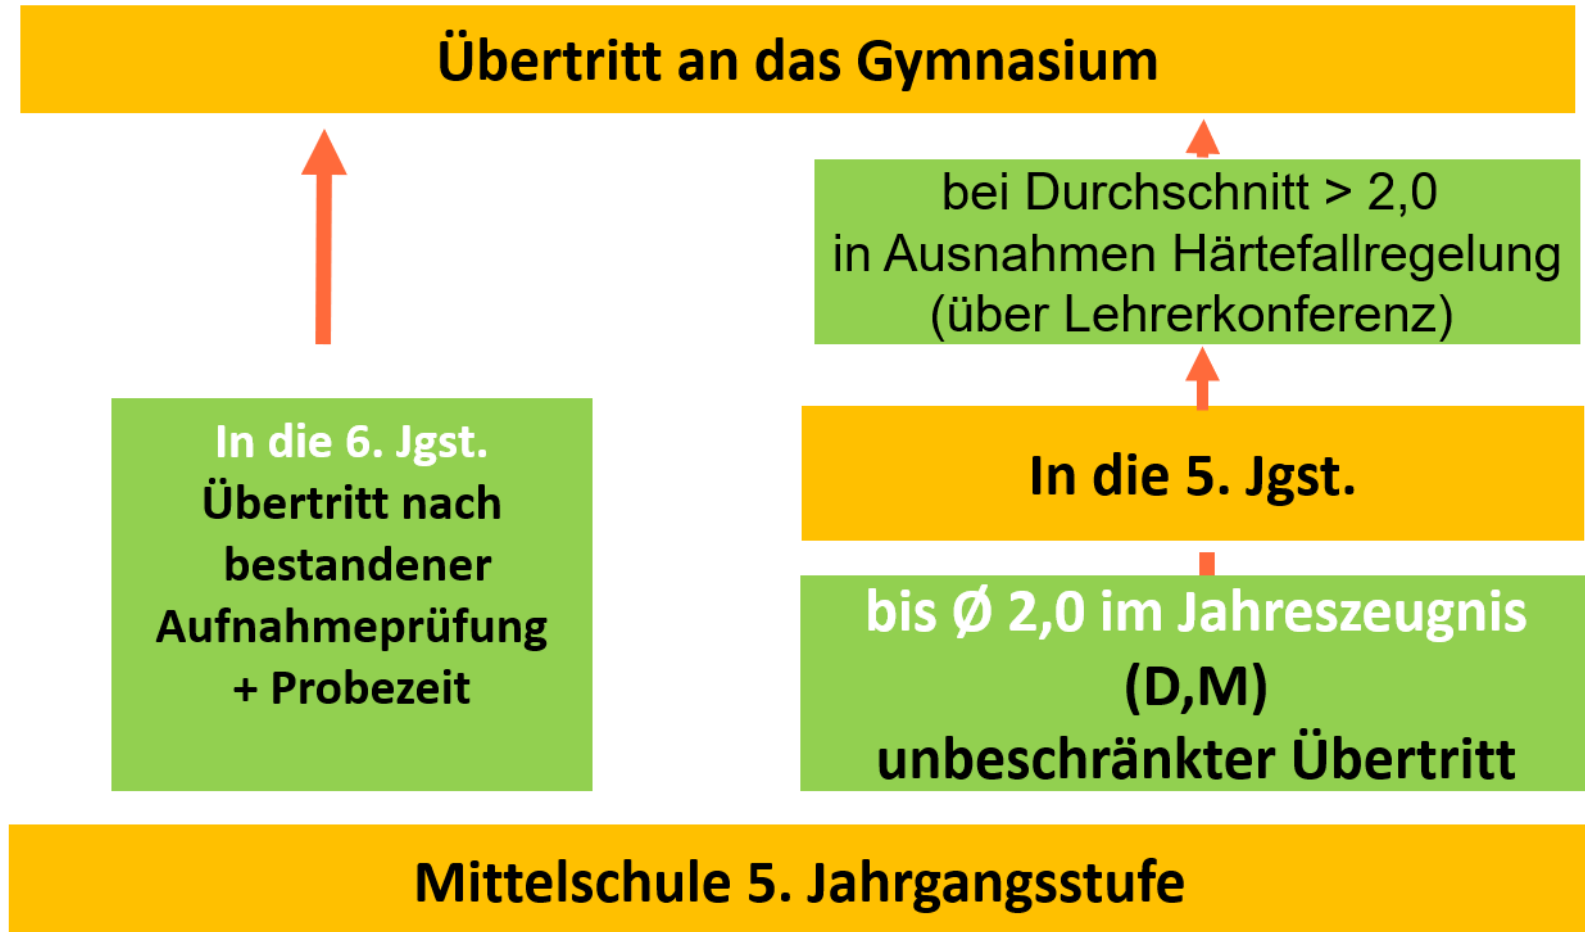 Übertritt an das Gymnasium
bei Durchschnitt > 2,0
in Ausnahmen Härtefallregelung
(über Lehrerkonferenz)
In die 6. Jgst.
Übertritt nach
bestandener
Aufnahmeprüfung
+ Probezeit
In die 5. Jgst.
bis Ø 2,0 im Jahreszeugnis
(D,M)
unbeschränkter Übertritt
Mittelschule 5. Jahrgangsstufe